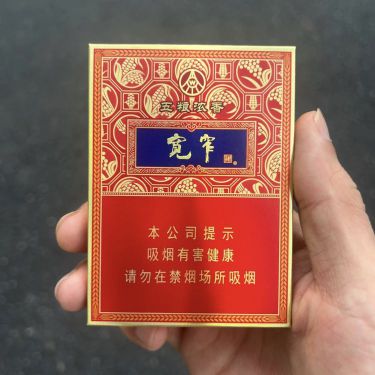 五粮浓香
宽窄
本公司提示
吸烟有害健康
请勿在禁烟场所吸烟